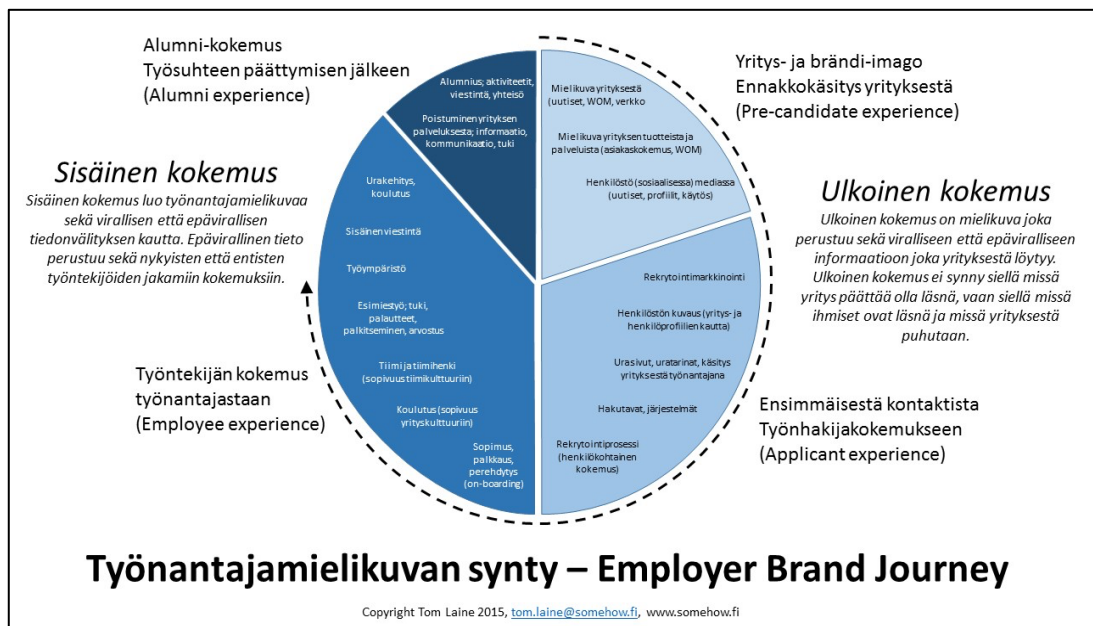 Alumni-kokemus
Työsuhteen päättymisen jälkeen
(Alumni experience)
Yritys- ja brändi-imago
Ennakkokäsitys yrityksestä
(Pre-candidate experience)
Alumnius; aktiviteetit,
viestintä, yhteisö
Poistuminen yrityksen
palveluksesta; informaatio,
kommunikaatio, tuki
Mielikuva yrityksestä
(uutiset, WOM, verkko
Mielikuva yrityksen tuotteista ja
palveluista (asiakaskokemus, WOM)
Henkilöstö (sosiaalisessa) mediassa
(uutiset, profiilit, käytös)
Sisäinen kokemus
Sisäinen kokemus luo työnantajamielikuvaa
sekä virallisen että epävirallisen
tiedonvälityksen kautta. Epävirallinen tieto
perustuu sekä nykyisten että entisten
työntekijöiden jakamiin kokemuksiin.
Urakehitys,
koulutus
Sisäinen viestintä
Työympäristö
Esimiestyö; tuki,
palautteet,
palkitseminen, arvostus
Tiimi ja tiimihenki
(sopivuus tiimikulttuuriin)
Koulutus (sopivuus
yrityskulttuuriin)
Sopimus,
palkkaus,
perehdytys
(on-boarding)
Rekrytointimarkkinointi
Henkilöstön kuvaus (yritys- ja
henkilöprofiilien kautta)
Urasivut, uratarinat, käsitys
yrityksestä työnantajana
Hakutavat, järjestelmät
Rekrytointiprosessi
(henkilökohtainen
kokemus)
Ulkoinen kokemus
Ulkoinen kokemus on mielikuva joka
perustuu sekä viralliseen että epäviralliseen
informaatioon joka yrityksestä löytyy.
Ulkoinen kokemus ei synny siellä missä
yritys päättää olla läsnä, vaan siellä missä
ihmiset ovat läsnä ja missä yrityksestä
puhutaan.
Työntekijän kokemus
työnantajastaan
(Employee experience)
Ensimmäisestä kontaktista
Työnhakijakokemukseen
(Applicant experience)
Työnantajamielikuvan synty – Employer Brand Journey
Copyright Tom Laine 2015, tom.laine@somehow.fi, www.somehow.fi